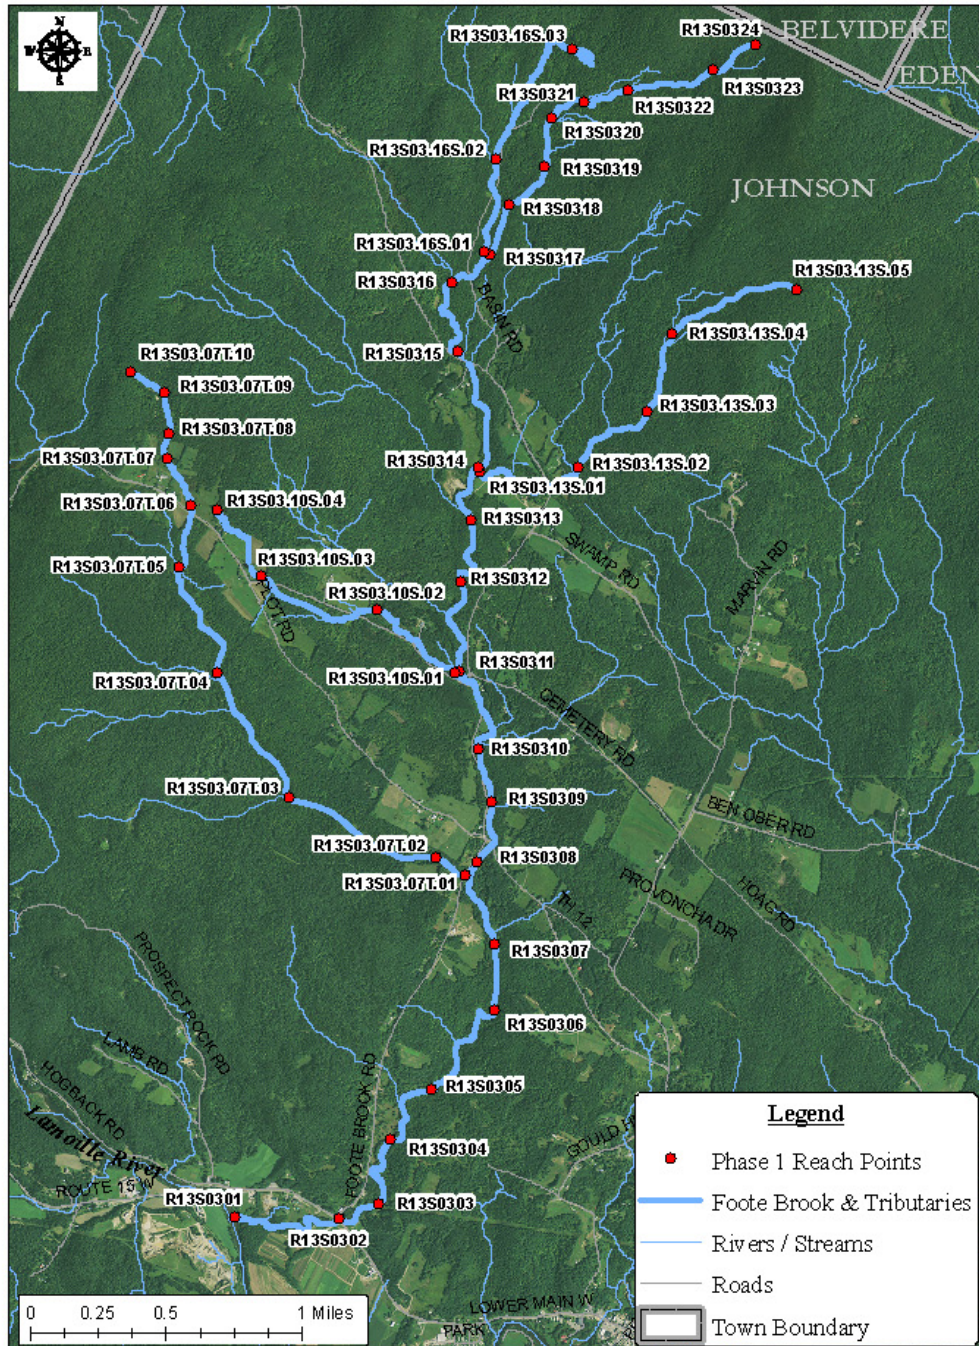 N
W
E
S
BELVIDERE
EDEN
JOHNSON
R13S03.16S.03
R13S0324
R13S0323
R13S0321
R13S0322
R13S0320
R13S03.16S.02
R13S0319
R13S0318
R13S03.16S.01
R13S0317
R13S0316
R13S03.13S.05
BASIN RD
R13S03.13S.04
R13S0315
R13S03.07T.10
R13S03.07T.09
R13S03.13S.03
R13S03.07T.08
R13S03.07T.07
R13S0314
R13S03.13S.02
R13S03.13S.01
R13S03.07T.06
R13S03.10S.04
R13S0313
SWAMP RD
MARVIN RD
R13S03.07T.05
R13S03.10S.03
R13S0312
PLOT RD
R13S03.10S.02
R13S03.07T.04
R13S03.10S.01
R13S0311
CEMETERY RD
R13S0310
R13S03.07T.03
R13S0309
BEN OBER RD
R13S03.07T.02
R13S0308
R13S03.07T.01
PROVONCHA DR
HOAG RD
TH 12
R13S0307
PROSPECT ROCK RD
R13S0306
LAMB RD
HOGBACK RD
R13S0305
FOOTE BROOK RD
Lamoille River
R13S0304
GOULD H
ROUTE 15 W
R13S0301
R13S0303
R13S0302
LOWER MAIN W
PARK
Legend
Phase 1 Reach Points
Foote Brook & Tributaries
Rivers / Streams
Roads
Town Boundary
0 0.25 0.5 1 Miles